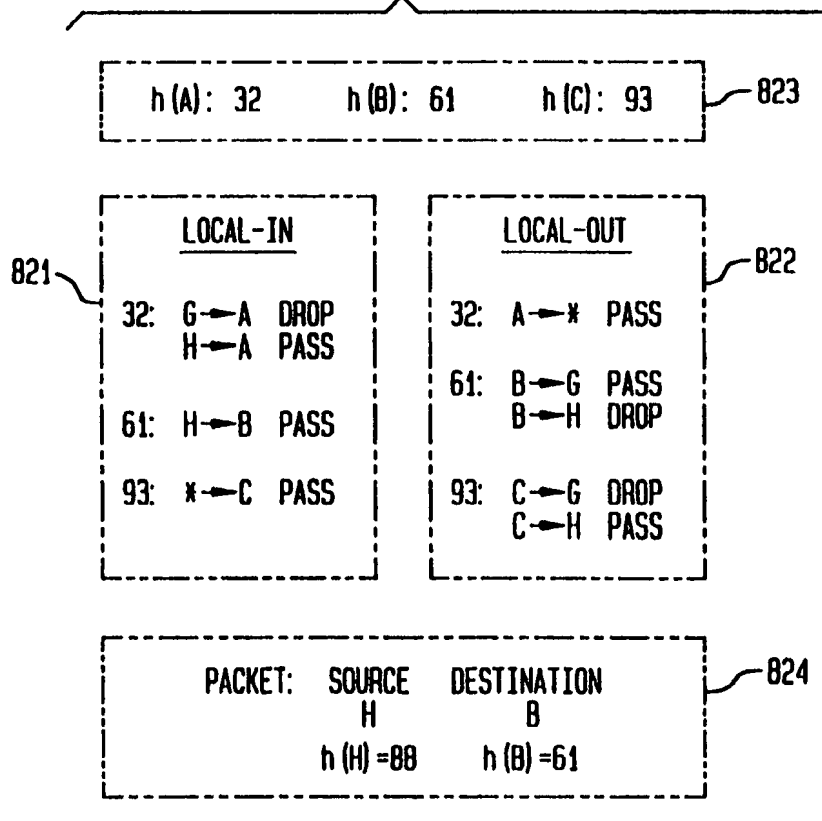 h(A): 32 h(B): 61 h(C): 93
823
LOCAL-IN
821
32: G→A DROP
H→A PASS
61: H→B PASS
93: *→C PASS
LOCAL-OUT
822
32: A→* PASS
61: B→G PASS
B→H DROP
93: C→G DROP
C→H PASS
PACKET: SOURCE DESTINATION
824
H B
h(H)=88 h(B)=61